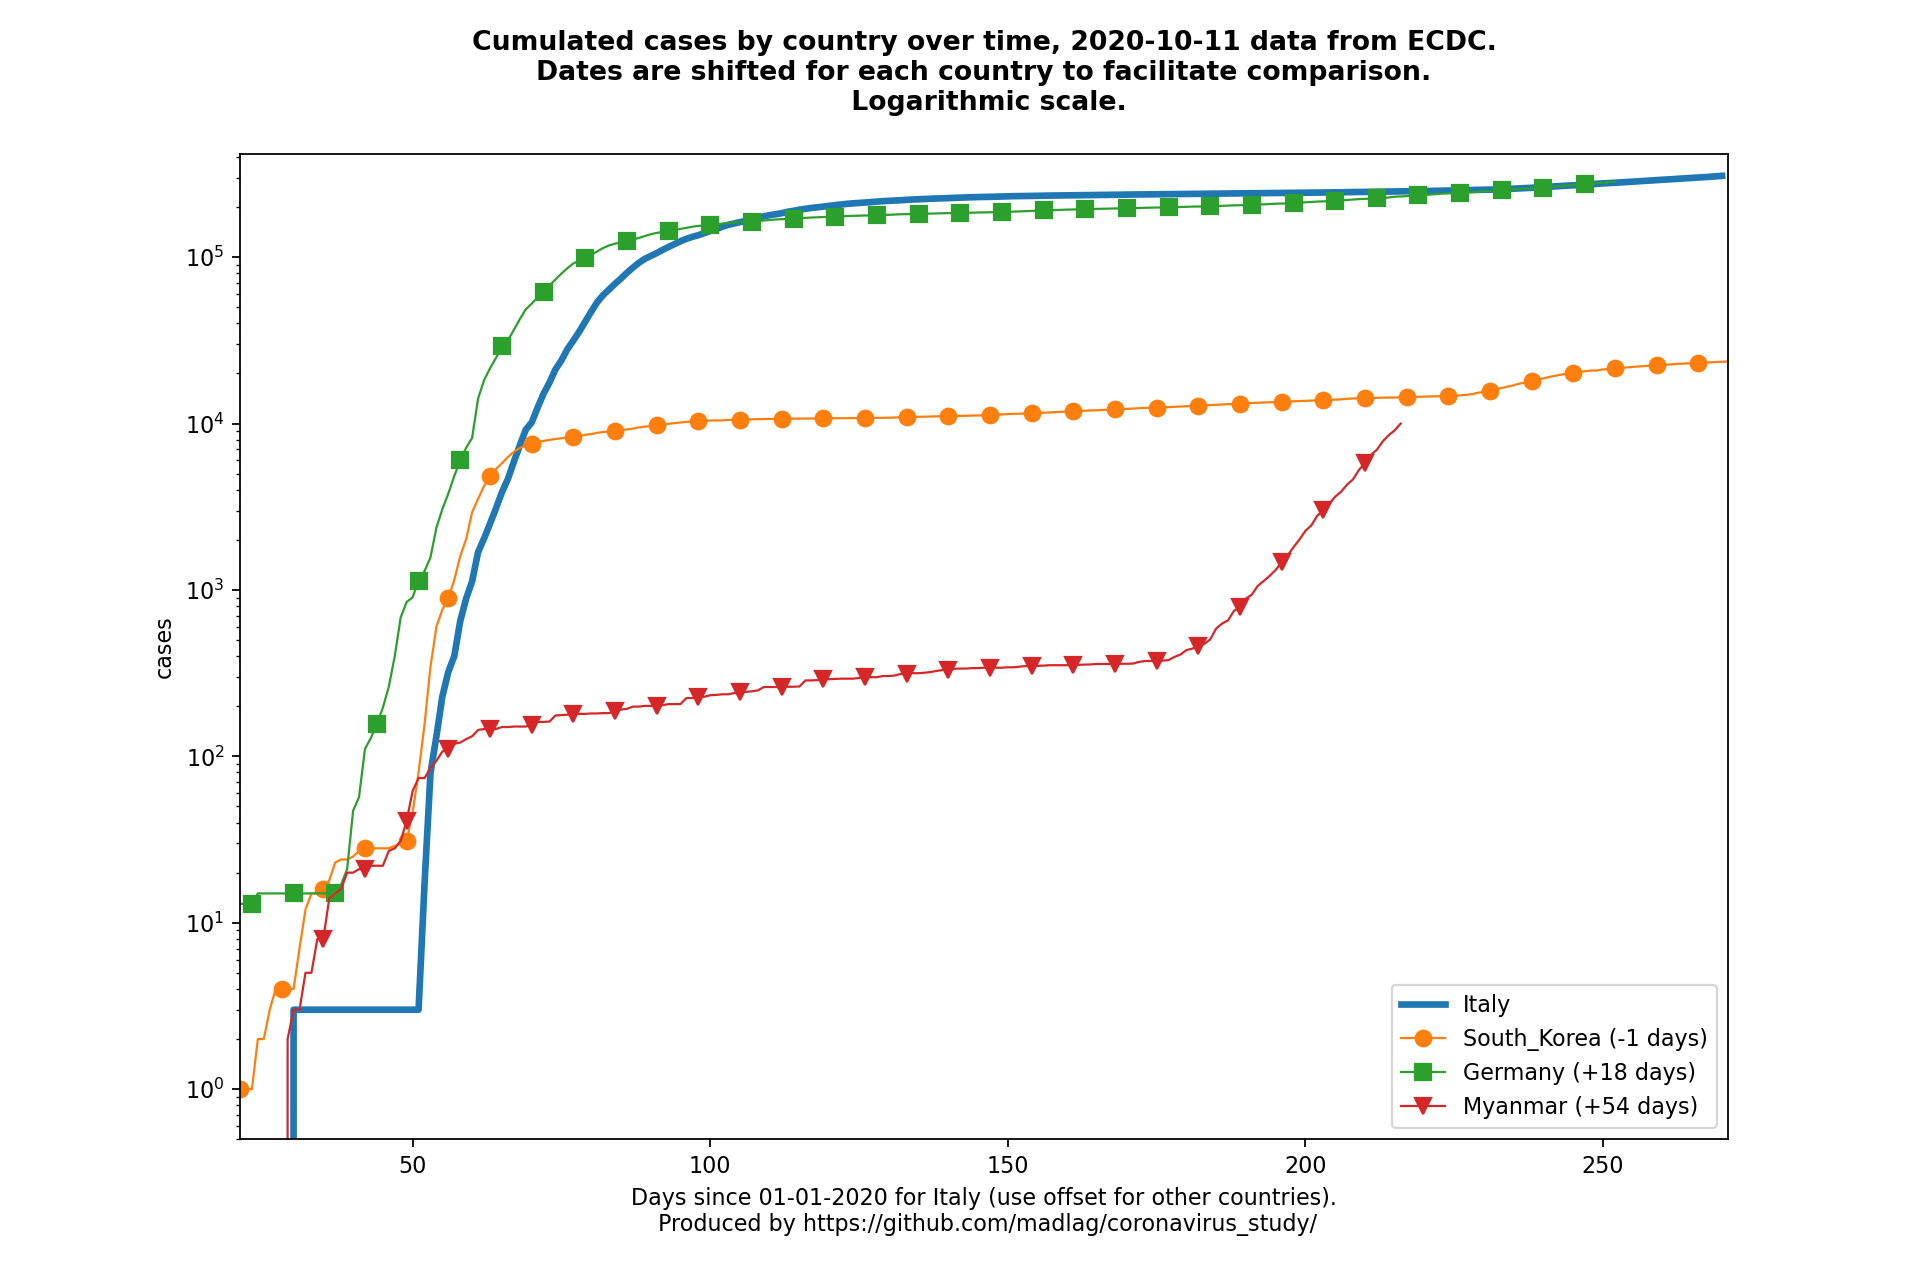 Cumulated cases by country over time, 2020-10-11 data from ECDC.
Dates are shifted for each country to facilitate comparison.
Logarithmic scale.
cases
10^5
10^4
10^3
10^2
10^1
10^0
50 100 150 200 250
Italy
South_Korea (-1 days)
Germany (+18 days)
Myanmar (+54 days)
Days since 01-01-2020 for Italy (use offset for other countries).
Produced by https://github.com/madlag/coronavirus_study/